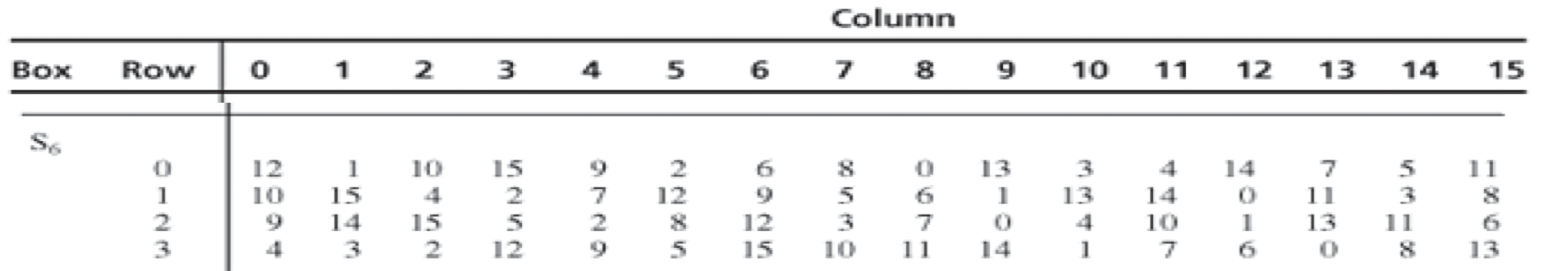 Column
Box Row 0 1 2 3 4 5 6 7 8 9 10 11 12 13 14 15
S₆
0 12 1 10 15 9 2 6 8 0 13 3 4 14 7 5 11
1 10 15 4 2 7 12 9 5 6 1 13 14 0 11 3 8
2 9 14 15 5 2 8 12 3 7 0 4 10 1 13 11 6
3 4 3 2 12 9 5 15 10 11 14 1 7 6 0 8 13